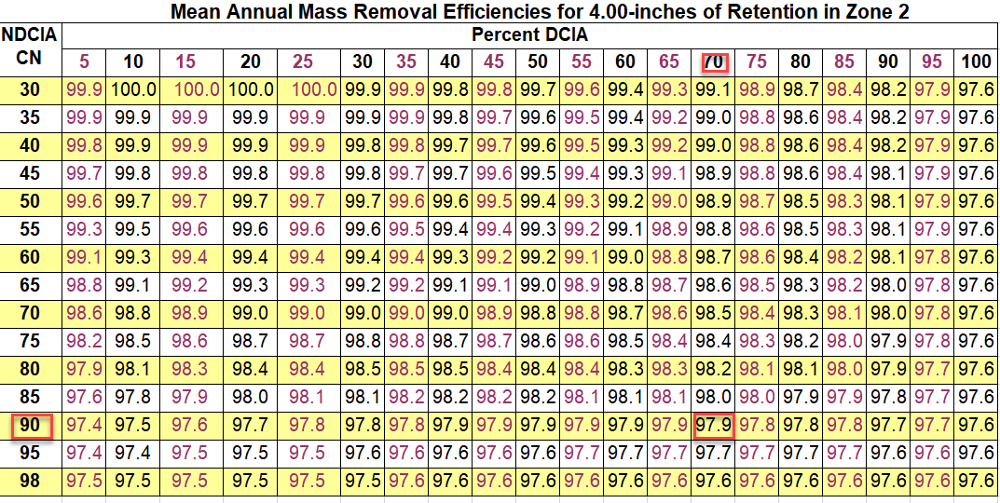 Mean Annual Mass Removal Efficiencies for 4.00-inches of Retention in Zone 2
NDCIA CN Percent DCIA
5 10 15 20 25 30 35 40 45 50 55 60 65 70 75 80 85 90 95 100
30 99.9 100.0 100.0 100.0 100.0 99.9 99.9 99.8 99.8 99.7 99.6 99.4 99.3 99.1 98.9 98.7 98.4 98.2 97.9 97.6
35 99.9 99.9 99.9 99.9 99.9 99.9 99.9 99.8 99.7 99.6 99.5 99.4 99.2 99.0 98.8 98.6 98.4 98.2 97.9 97.6
40 99.8 99.9 99.9 99.9 99.9 99.8 99.8 99.7 99.7 99.6 99.5 99.3 99.2 99.0 98.8 98.6 98.4 98.2 97.9 97.6
45 99.7 99.8 99.8 99.8 99.8 99.8 99.7 99.7 99.6 99.5 99.4 99.3 99.1 98.9 98.8 98.6 98.4 98.1 97.9 97.6
50 99.6 99.7 99.7 99.7 99.7 99.7 99.6 99.6 99.5 99.4 99.3 99.2 99.0 98.9 98.7 98.5 98.3 98.1 97.9 97.6
55 99.3 99.5 99.6 99.6 99.6 99.6 99.5 99.4 99.4 99.3 99.2 99.1 98.9 98.8 98.6 98.5 98.3 98.1 97.9 97.6
60 99.1 99.3 99.4 99.4 99.4 99.4 99.4 99.3 99.2 99.2 99.1 99.0 98.8 98.7 98.6 98.4 98.2 98.1 97.8 97.6
65 98.8 99.1 99.2 99.3 99.3 99.2 99.2 99.1 99.1 99.0 98.9 98.8 98.7 98.6 98.5 98.3 98.2 98.0 97.8 97.6
70 98.6 98.8 98.9 99.0 99.0 99.0 99.0 99.0 98.9 98.8 98.8 98.7 98.6 98.5 98.4 98.3 98.1 98.0 97.8 97.6
75 98.2 98.5 98.6 98.7 98.7 98.8 98.8 98.7 98.7 98.6 98.6 98.5 98.4 98.4 98.3 98.2 98.0 97.9 97.8 97.6
80 97.9 98.1 98.3 98.4 98.4 98.5 98.5 98.5 98.4 98.4 98.4 98.3 98.3 98.2 98.1 98.1 98.0 97.9 97.7 97.6
85 97.6 97.8 97.9 98.0 98.1 98.1 98.2 98.2 98.2 98.2 98.1 98.1 98.1 98.0 98.0 97.9 97.9 97.8 97.7 97.6
90 97.4 97.5 97.6 97.7 97.8 97.8 97.8 97.9 97.9 97.9 97.9 97.9 97.9 97.9 97.8 97.8 97.8 97.7 97.7 97.6
95 97.4 97.4 97.5 97.5 97.5 97.6 97.6 97.6 97.6 97.6 97.7 97.7 97.7 97.7 97.7 97.7 97.7 97.6 97.6 97.6
98 97.5 97.5 97.5 97.5 97.5 97.5 97.6 97.6 97.6 97.6 97.6 97.6 97.6 97.6 97.6 97.6 97.6 97.6 97.6 97.6